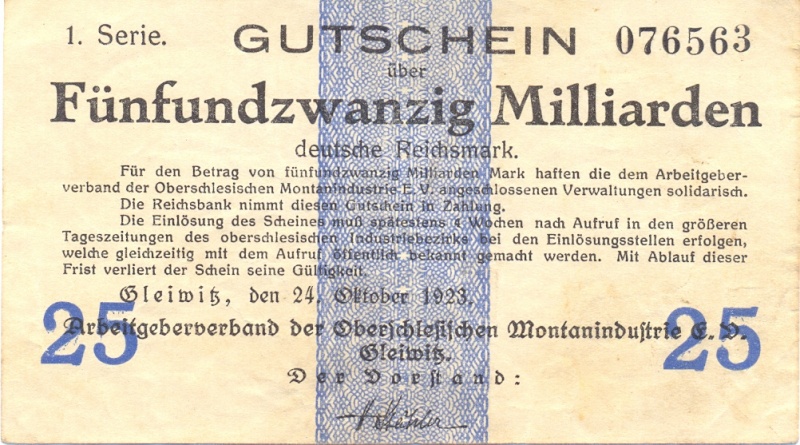 1. Serie. GUTSCHEIN 076563
über
Fünfundzwanzig Milliarden
deutsche Reichsmark.
Für den Betrag von fünfundzwanzig Milliarden Mark haften die dem Arbeitgeber-
verband der Oberschlesischen Montanindustrie E. V. angeschlossenen Verwaltungen solidarisch.
Die Reichsbank nimmt diesen Gutschein in Zahlung.
Die Einlösung des Scheines muß spätestens 4 Wochen nach Aufruf in den größeren
Tageszeitungen des oberschlesischen Industriebezirks bei den Einlösungsstellen erfolgen,
welche gleichzeitig mit dem Aufruf öffentlich bekannt gemacht werden. Mit Ablauf dieser
Frist verliert der Schein seine Gültigkeit.
Gleiwitz, den 24. Oktober 1923.
25 Arbeitgeberverband der Oberschlesischen Montanindustrie E. V. 25
Gleiwitz.
Der Vorstand: